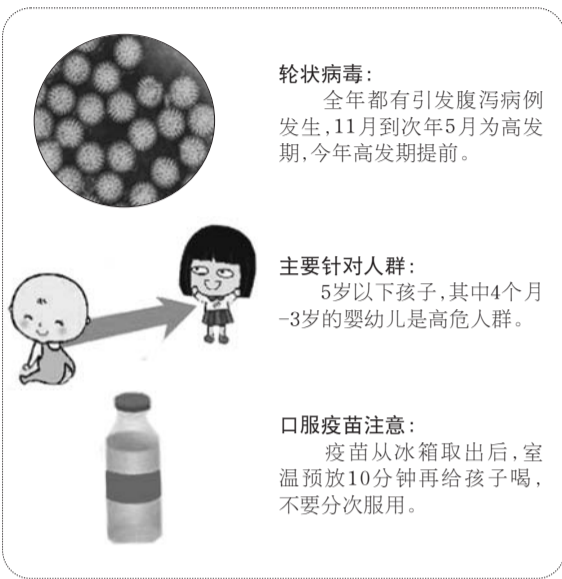 轮状病毒：
全年都有引发腹泻病例
发生，11月到次年5月为高发
期，今年高发期提前。
主要针对人群：
5岁以下孩子，其中4个月
-3岁的婴幼儿是高危人群。
口服疫苗注意：
疫苗从冰箱取出后，室
温预放10分钟再给孩子喝，
不要分次服用。